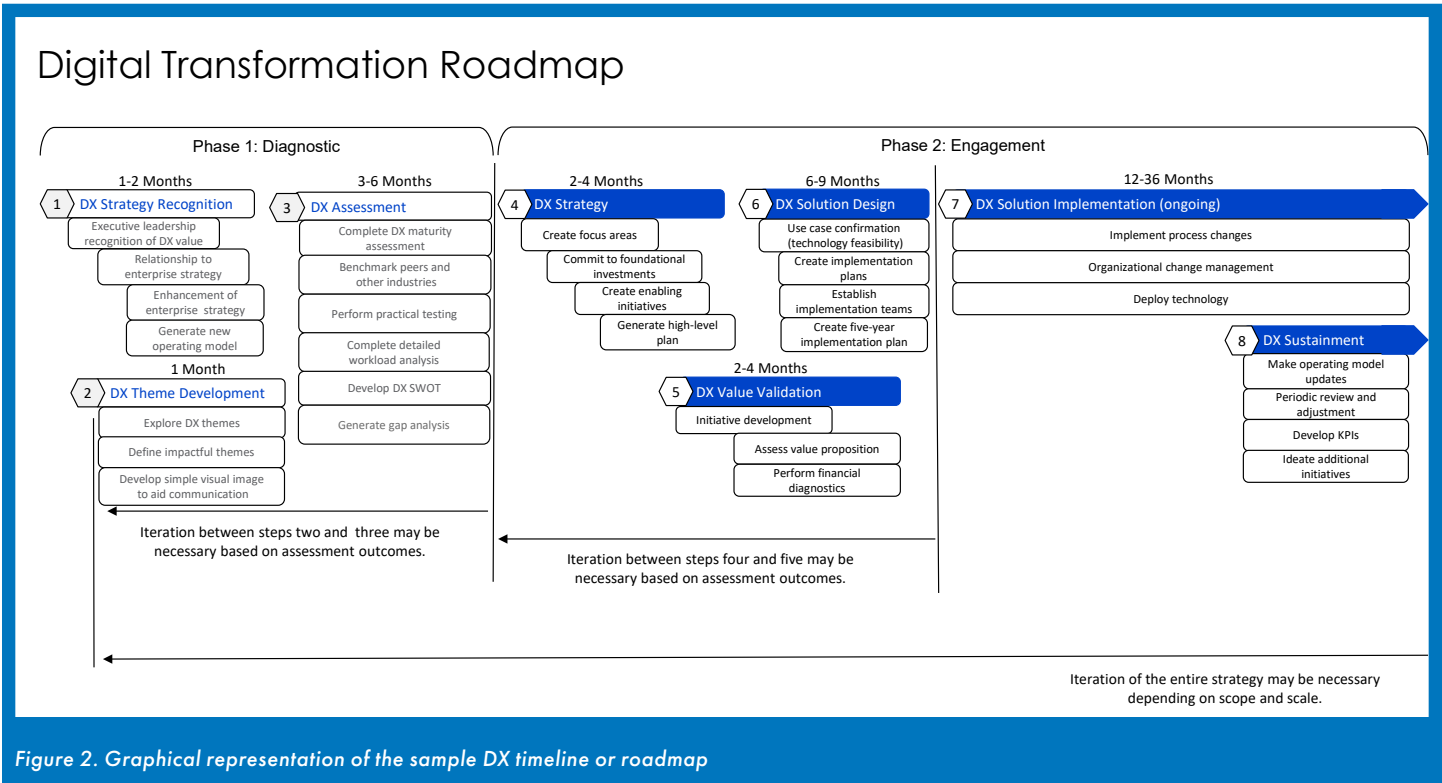 Digital Transformation Roadmap
Phase 1: Diagnostic
Phase 2: Engagement
1-2 Months
1
DX Strategy Recognition
Executive leadership
recognition of DX value
Relationship to
enterprise strategy
Enhancement of
enterprise strategy
Generate new
operating model
1 Month
2
DX Theme Development
Explore DX themes
Define impactful themes
Develop simple visual image
to aid communication
3-6 Months
3
DX Assessment
Complete DX maturity
assessment
Benchmark peers and
other industries
Perform practical testing
Complete detailed
workload analysis
Develop DX SWOT
Generate gap analysis
Iteration between steps two and three may be
necessary based on assessment outcomes.
2-4 Months
4
DX Strategy
Create focus areas
Commit to foundational
investments
Create enabling
initiatives
Generate high-level
plan
2-4 Months
5
DX Value Validation
Initiative development
Assess value proposition
Perform financial
diagnostics
6-9 Months
6
DX Solution Design
Use case confirmation
(technology feasibility)
Create implementation
plans
Establish
implementation teams
Create five-year
implementation plan
Iteration between steps four and five may be
necessary based on assessment outcomes.
12-36 Months
7
DX Solution Implementation (ongoing)
Implement process changes
Organizational change management
Deploy technology
8
DX Sustainment
Make operating model
updates
Periodic review and
adjustment
Develop KPIs
Ideate additional
initiatives
Iteration of the entire strategy may be necessary
depending on scope and scale.
Figure 2. Graphical representation of the sample DX timeline or roadmap